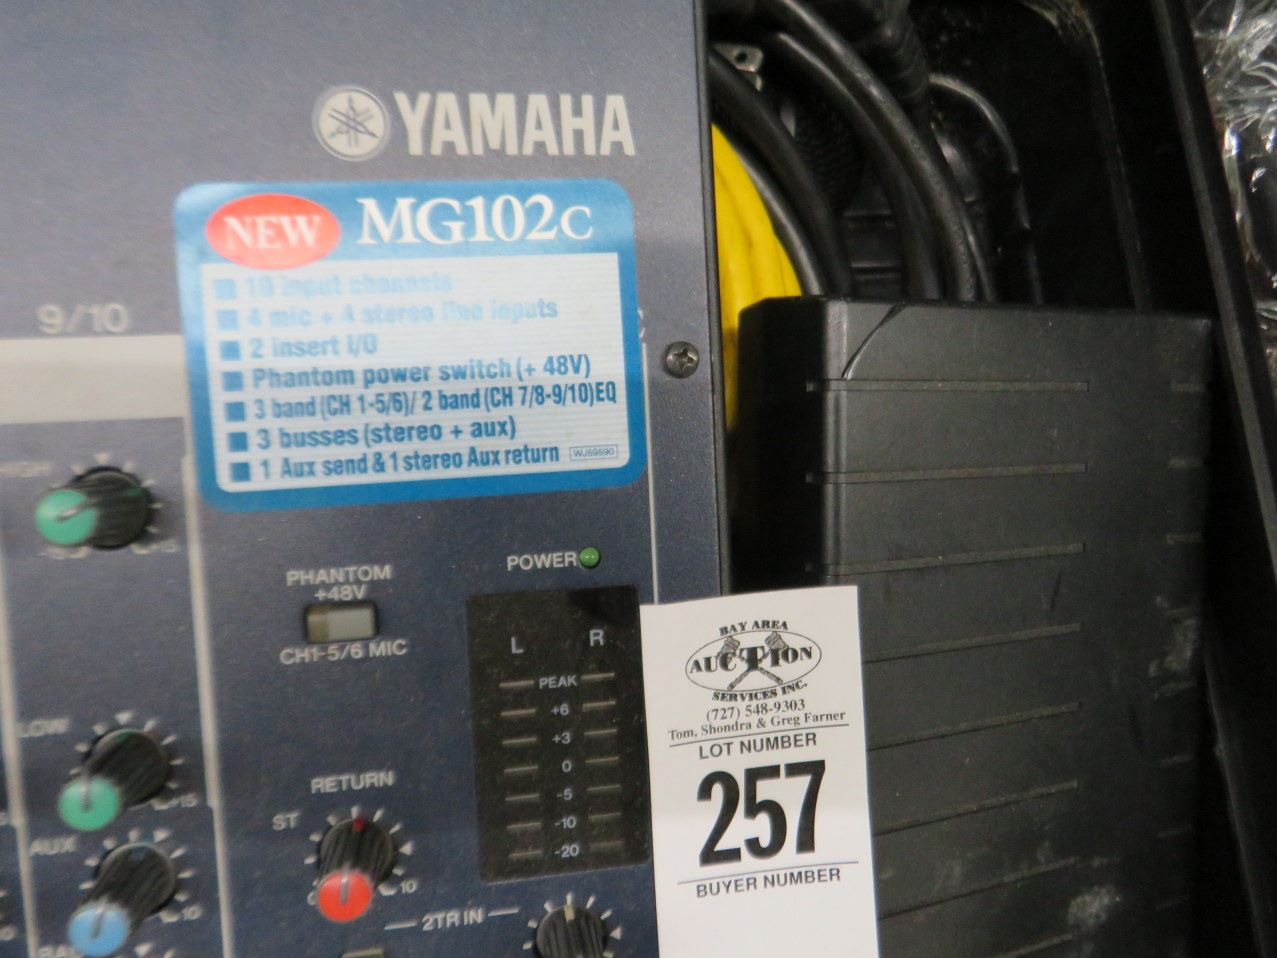 YAMAHA
NEW MG102C
10 input channels
4 mic + 4 stereo line inputs
2 insert I/O
Phantom power switch (+ 48V)
3 band (CH 1-5/6)/ 2 band (CH 7/8-9/10) EQ
3 busses (stereo + aux)
1 Aux send & 1 stereo Aux return WJ59590
9/10
PHANTOM
+48V
CH1-5/6 MIC
POWER
L R
PEAK
+6
+3
0
-5
-10
-20
LOW
+15
AUX
10
RETURN
ST
0 10
2TR IN
BAY AREA
AUCTION
SERVICES INC.
(727) 548-9303
Tom, Shondra & Greg Farner
LOT NUMBER
257
BUYER NUMBER